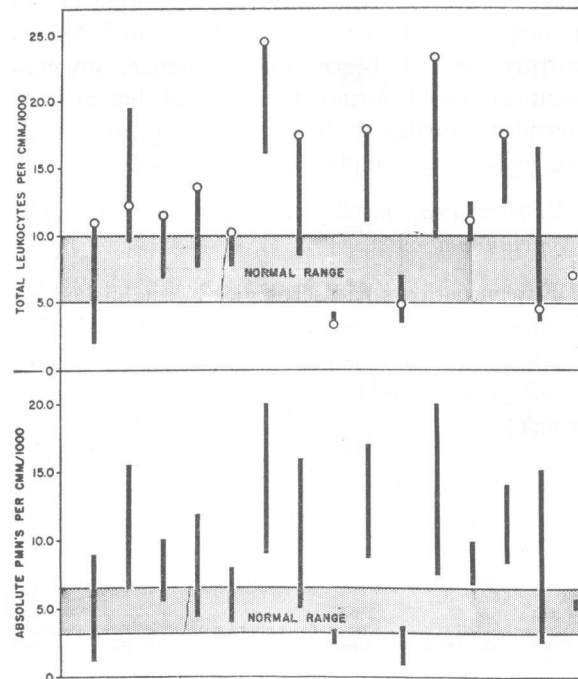 TOTAL LEUKOCYTES PER CMM/1000
25.0
20.0
15.0
10.0
5.0
0
NORMAL RANGE
ABSOLUTE PMN'S PER CMM/1000
20.0
15.0
10.0
5.0
0
NORMAL RANGE